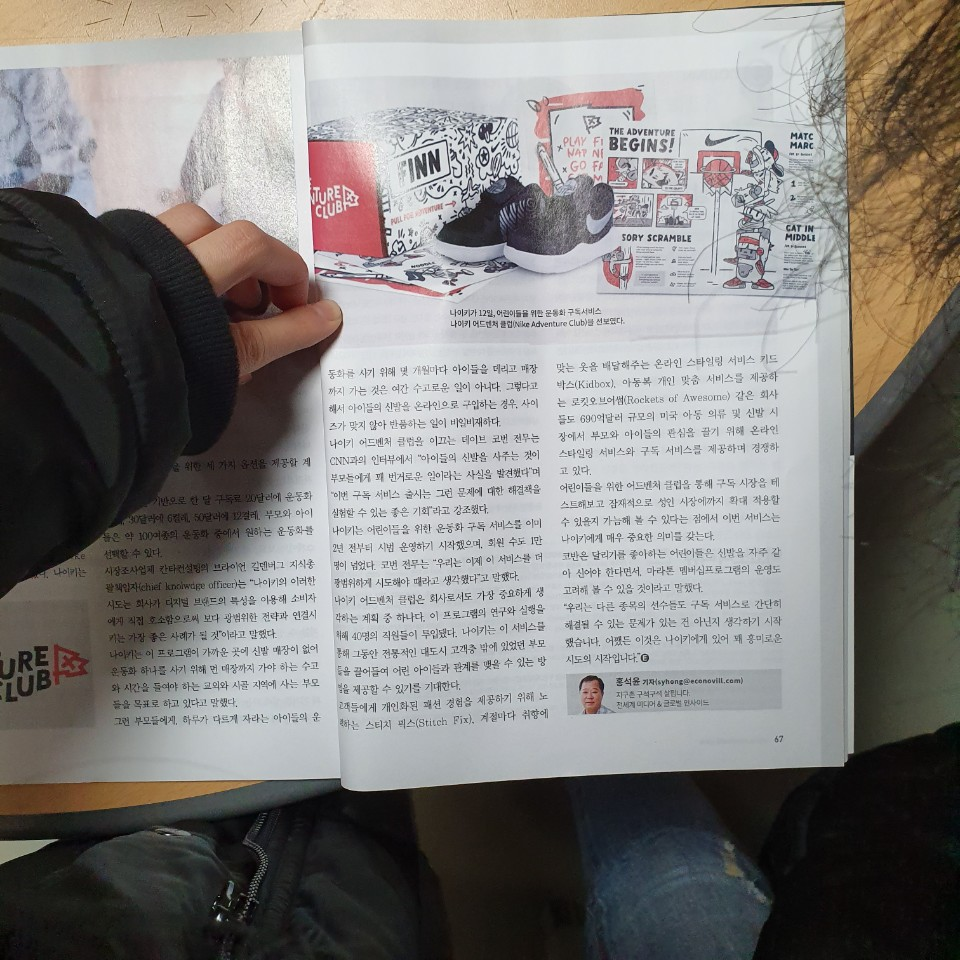 TURE
CLUB
FINN
PULL FOR ADVENTURE
PLAY
WAT
GO
THE ADVENTURE
BEGINS!
SORY SCRAMBLE
MATC
MARC
1
2
CAT IN
MIDDLE
나이키가 12일, 어린이들을 위한 운동화 구독서비스
나이키 어드벤처 클럽(Nike Adventure Club)을 선보였다.
위한 세 가지 옵션을 제공할 계
기반으로 한 달 구독료 20달러에 운동화
30달러에 6켤레, 50달러에 12켤레. 부모와 아이
들은 약 100여종의 운동화 중에서 원하는 운동화를
선택할 수 있다.
나이키는
시장조사업체 칸타컨설팅의 브라이언 길덴버그 지식총
괄책임자(chief knolwage officer)는 "나이키의 이러한
시도는 회사가 디지털 브랜드의 특성을 이용해 소비자
에게 직접 호소함으로써 보다 광범위한 전략과 연결시
키는 가장 좋은 사례가 될 것"이라고 말했다.
나이키는 이 프로그램이 가까운 곳에 신발 매장이 없어
운동화 하나를 사기 위해 먼 매장까지 가야 하는 수고
와 시간을 들여야 하는 교외와 시골 지역에 사는 부모
들을 목표로 하고 있다고 말했다.
그런 부모들에게, 하루가 다르게 자라는 아이들의 운
URE
CLUB
동화를 사기 위해 몇 개월마다 아이들을 데리고 매장
까지 가는 것은 여간 수고로운 일이 아니다. 그렇다고
해서 아이들의 신발을 온라인으로 구입하는 경우, 사이
즈가 맞지 않아 반품하는 일이 비일비재하다.
나이키 어드벤처 클럽을 이끄는 데이브 코번 전무는
CNN과의 인터뷰에서 "아이들의 신발을 사주는 것이
부모들에게 꽤 번거로운 일이라는 사실을 발견했다"며
"이번 구독 서비스 출시는 그런 문제에 대한 해결책을
실험할 수 있는 좋은 기회"라고 강조했다.
나이키는 어린이들을 위한 운동화 구독 서비스를 이미
2년 전부터 시범 운영하기 시작했으며, 회원 수도 1만
명이 넘었다. 코번 전무는 "우리는 이제 이 서비스를 더
광범위하게 시도해야 때라고 생각했다"고 말했다.
나이키 어드벤처 클럽은 회사로서도 가장 중요하게 생
각하는 계획 중 하나다. 이 프로그램의 연구와 실행을
위해 40명의 직원들이 투입됐다. 나이키는 이 서비스를
통해 그동안 전통적인 대도시 고객층 밖에 있었던 부모
들을 끌어들여 어린 아이들과 관계를 맺을 수 있는 방
법을 제공할 수 있기를 기대한다.
고객들에게 개인화된 패션 경험을 제공하기 위해 노
력하는 스티치 픽스(Stitch Fix), 계절마다 취향에
맞는 옷을 배달해주는 온라인 스타일링 서비스 키드
박스(Kidbox), 아동복 개인 맞춤 서비스를 제공하
는 로킷오브어썸(Rockets of Awesome) 같은 회사
들도 690억달러 규모의 미국 아동 의류 및 신발 시
장에서 부모와 아이들의 관심을 끌기 위해 온라인
스타일링 서비스와 구독 서비스를 제공하며 경쟁하
고 있다.
어린이들을 위한 어드벤처 클럽을 통해 구독 시장을 테
스트해보고 잠재적으로 성인 시장에까지 확대 적용할
수 있을지 가늠해 볼 수 있다는 점에서 이번 서비스는
나이키에게 매우 중요한 의미를 갖는다.
코반은 달리기를 좋아하는 어린이들은 신발을 자주 갈
아 신어야 한다면서, 마라톤 멤버십프로그램의 운영도
고려해 볼 수 있을 것이라고 말했다.
"우리는 다른 종목의 선수들도 구독 서비스로 간단히
해결될 수 있는 문제가 있는 건 아닌지 생각하기 시작
했습니다. 어쨌든 이것은 나이키에게 있어 꽤 흥미로운
시도의 시작입니다." E
홍석윤 기자(syhong@econovill.com)
지구촌 구석구석 살핍니다.
전세계 미디어 & 글로벌 인사이드
67